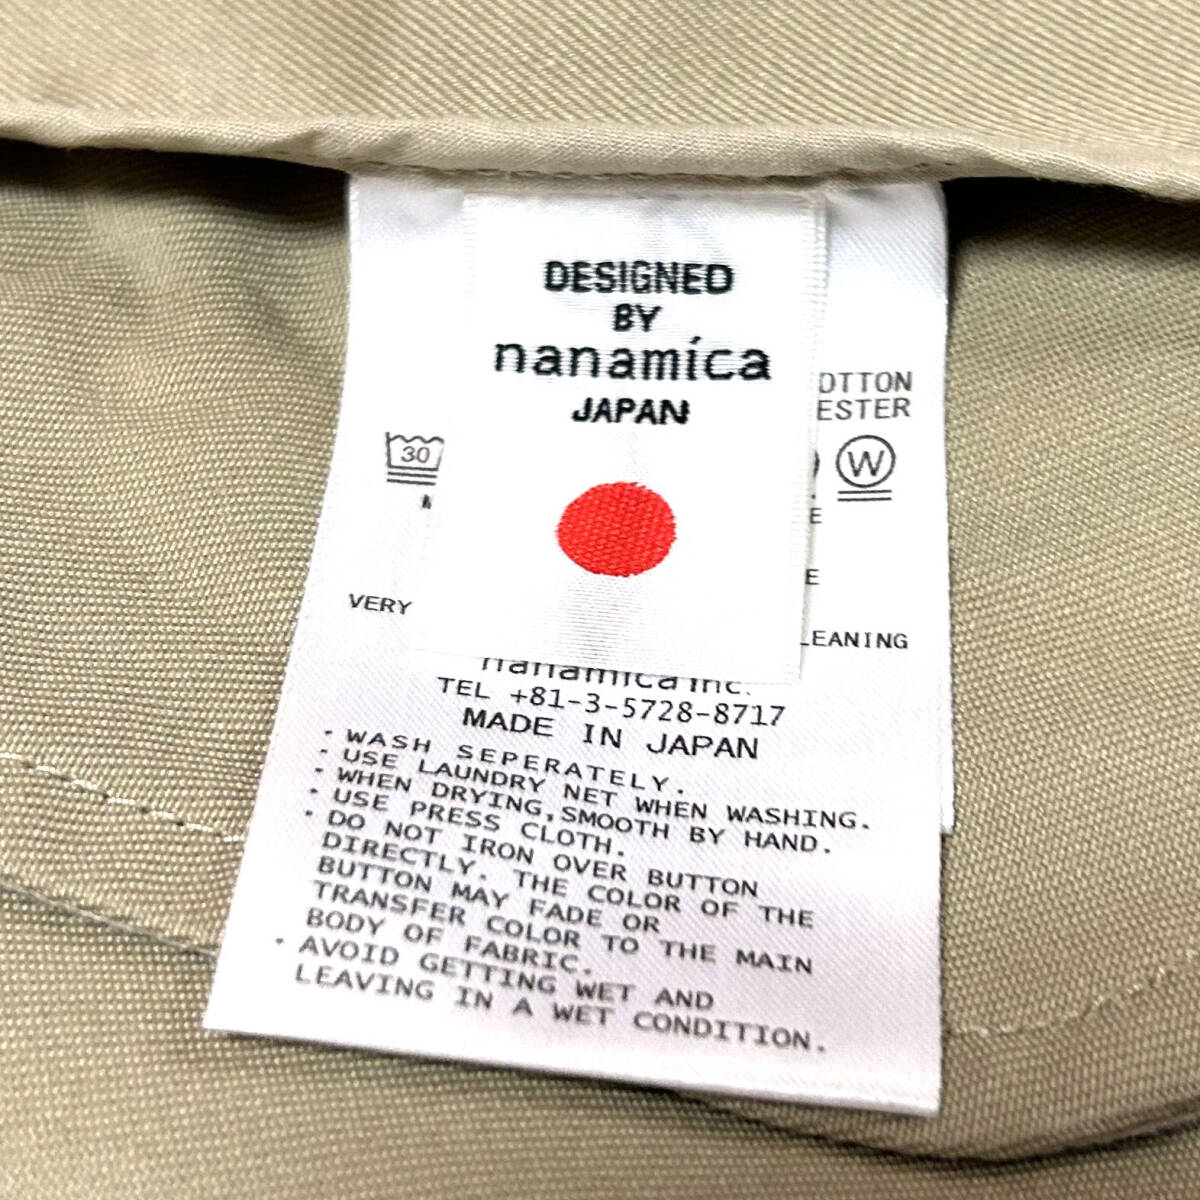 DESIGNED
BY
nanamica
JAPAN
OTTON
ESTER
30
W
E
E
VERY
LEANING
nanamica Inc.
TEL +81-3-5728-8717
MADE IN JAPAN
· WASH SEPERATELY.
· USE LAUNDRY NET WHEN WASHING.
· WHEN DRYING,SMOOTH BY HAND.
· USE PRESS CLOTH.
· DO NOT IRON OVER BUTTON
DIRECTLY. THE COLOR OF THE
BUTTON MAY FADE OR
TRANSFER COLOR TO THE MAIN
BODY OF FABRIC.
· AVOID GETTING WET AND
LEAVING IN A WET CONDITION.